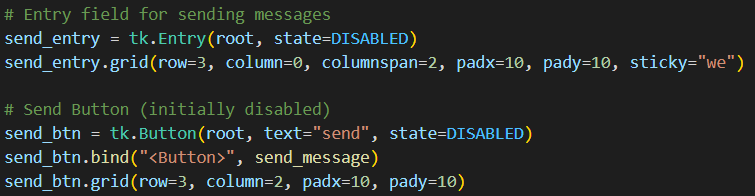 # Entry field for sending messages
send_entry = tk.Entry(root, state=DISABLED)
send_entry.grid(row=3, column=0, columnspan=2, padx=10, pady=10, sticky="we")
# Send Button (initially disabled)
send_btn = tk.Button(root, text="send", state=DISABLED)
send_btn.bind("<Button>", send_message)
send_btn.grid(row=3, column=2, padx=10, pady=10)